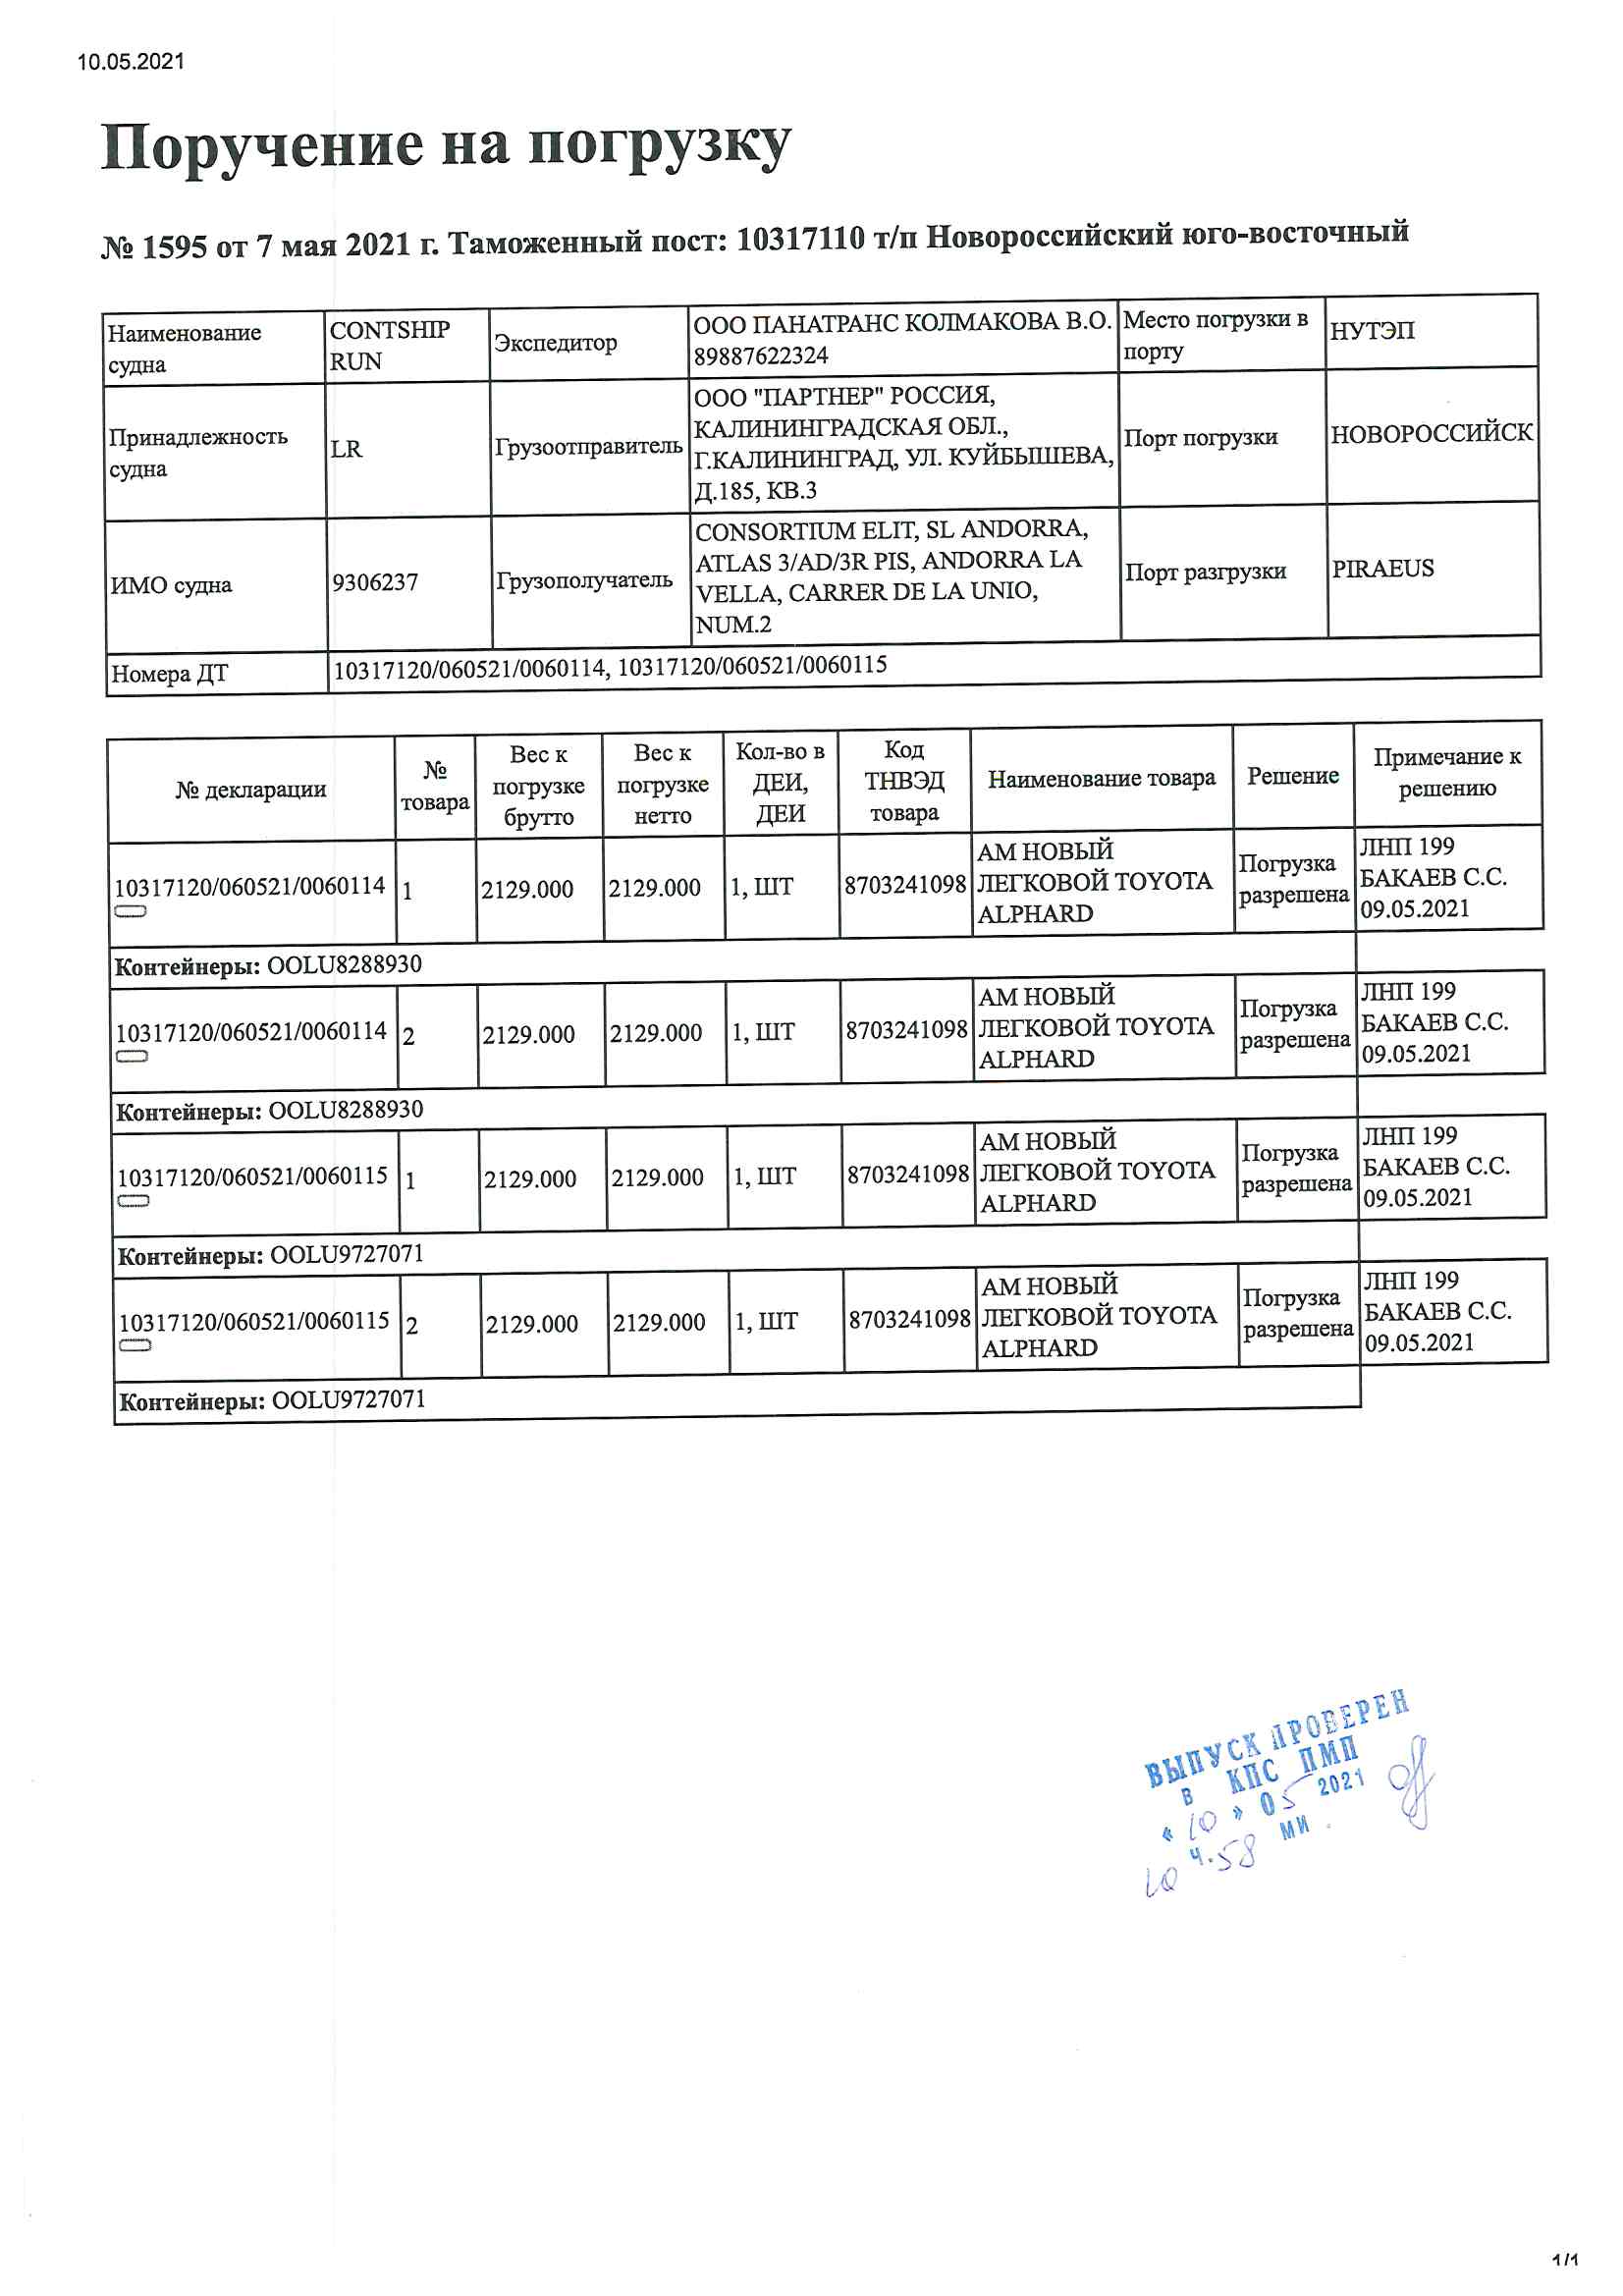 10.05.2021
Поручение на погрузку
№ 1595 от 7 мая 2021 г. Таможенный пост: 10317110 т/п Новороссийский юго-восточный
Наименование судна
CONTSHIP RUN
Экспедитор
ООО ПАНАТРАНС КОЛМАКОВА В.О.
89887622324
Место погрузки в порту
НУТЭП
Принадлежность судна
LR
Грузоотправитель
ООО "ПАРТНЕР" РОССИЯ,
КАЛИНИНГРАДСКАЯ ОБЛ.,
Г.КАЛИНИНГРАД, УЛ. КУЙБЫШЕВА,
Д.185, КВ.3
Порт погрузки
НОВОРОССИЙСК
ИМО судна
9306237
Грузополучатель
CONSORTIUM ELIT, SL ANDORRA,
ATLAS 3/AD/3R PIS, ANDORRA LA
VELLA, CARRER DE LA UNIO,
NUM.2
Порт разгрузки
PIRAEUS
Номера ДТ
10317120/060521/0060114, 10317120/060521/0060115
№ декларации
№ товара
Вес к погрузке брутто
Вес к погрузке нетто
Кол-во в ДЕИ, ДЕИ
Код ТНВЭД товара
Наименование товара
Решение
Примечание к решению
10317120/060521/0060114
1
2129.000
2129.000
1, ШТ
8703241098
АМ НОВЫЙ
ЛЕГКОВОЙ TOYOTA
ALPHARD
Погрузка разрешена
ЛНП 199
БАКАЕВ С.С.
09.05.2021
Контейнеры: OOLU8288930
10317120/060521/0060114
2
2129.000
2129.000
1, ШТ
8703241098
АМ НОВЫЙ
ЛЕГКОВОЙ TOYOTA
ALPHARD
Погрузка разрешена
ЛНП 199
БАКАЕВ С.С.
09.05.2021
Контейнеры: OOLU8288930
10317120/060521/0060115
1
2129.000
2129.000
1, ШТ
8703241098
АМ НОВЫЙ
ЛЕГКОВОЙ TOYOTA
ALPHARD
Погрузка разрешена
ЛНП 199
БАКАЕВ С.С.
09.05.2021
Контейнеры: OOLU9727071
10317120/060521/0060115
2
2129.000
2129.000
1, ШТ
8703241098
АМ НОВЫЙ
ЛЕГКОВОЙ TOYOTA
ALPHARD
Погрузка разрешена
ЛНП 199
БАКАЕВ С.С.
09.05.2021
Контейнеры: OOLU9727071
ВЫПУСК ПРОВЕРЕН
В КПС ПМП
« 10 » 05 2021
10 Ч. 58 МИ
1/1